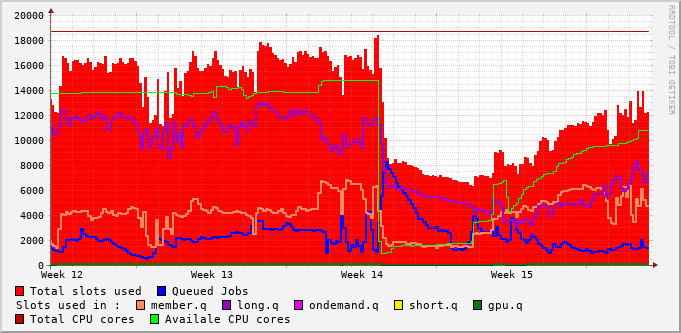 20000
18000
16000
14000
12000
10000
8000
6000
4000
2000
0
Week 12 Week 13 Week 14 Week 15
Total slots used Queued Jobs
Slots used in : member.q long.q ondemand.q short.q gpu.q
Total CPU cores Availale CPU cores
RRDTOOL / TOBI OETIKER